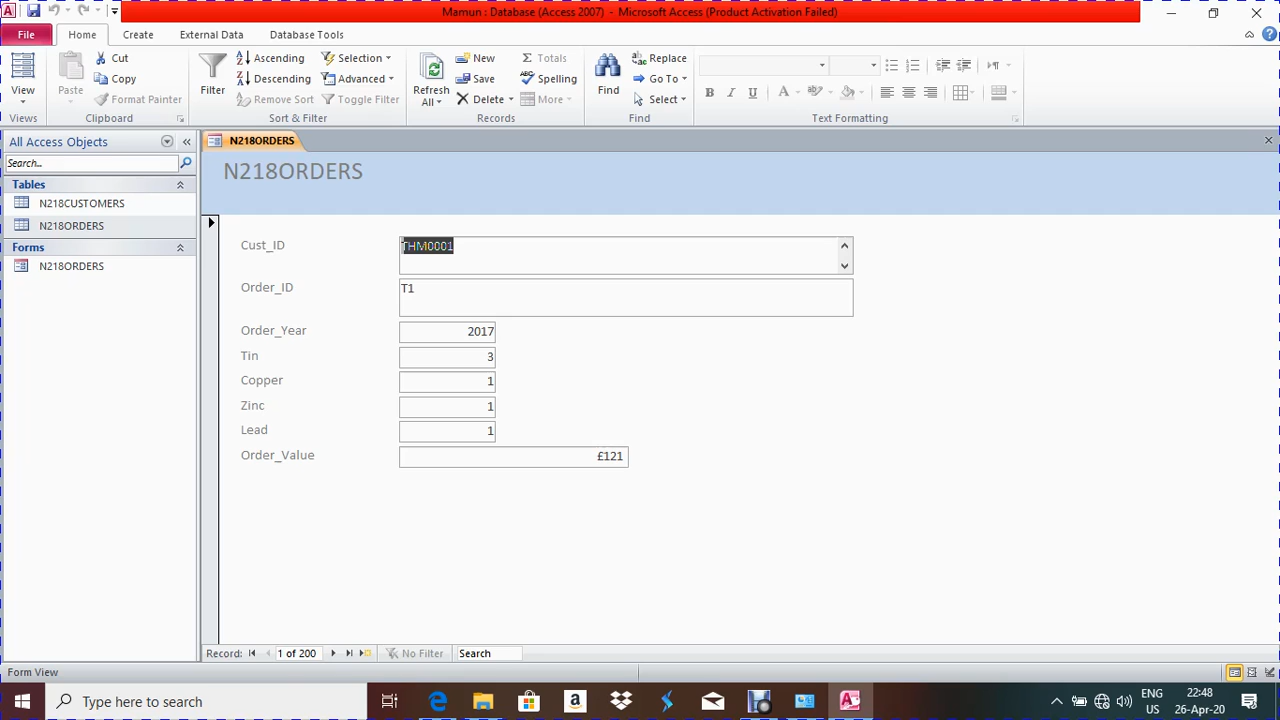 Mamun : Database (Access 2007) - Microsoft Access (Product Activation Failed)
File Home Create External Data Database Tools
View
Views
Paste
Cut
Copy
Format Painter
Clipboard
Filter
Ascending
Descending
Remove Sort
Selection
Advanced
Toggle Filter
Sort & Filter
Refresh
All
New
Save
Delete
Totals
Spelling
More
Records
Find
Replace
Go To
Select
Find
B I U A
Text Formatting
All Access Objects
Search..
Tables
N218CUSTOMERS
N218ORDERS
Forms
N218ORDERS
N218ORDERS
N218ORDERS
Cust_ID THM0001
Order_ID T1
Order_Year 2017
Tin 3
Copper 1
Zinc 1
Lead 1
Order_Value £121
Record: 1 of 200 No Filter Search
Form View
Type here to search
ENG
US
22:48
26-Apr-20